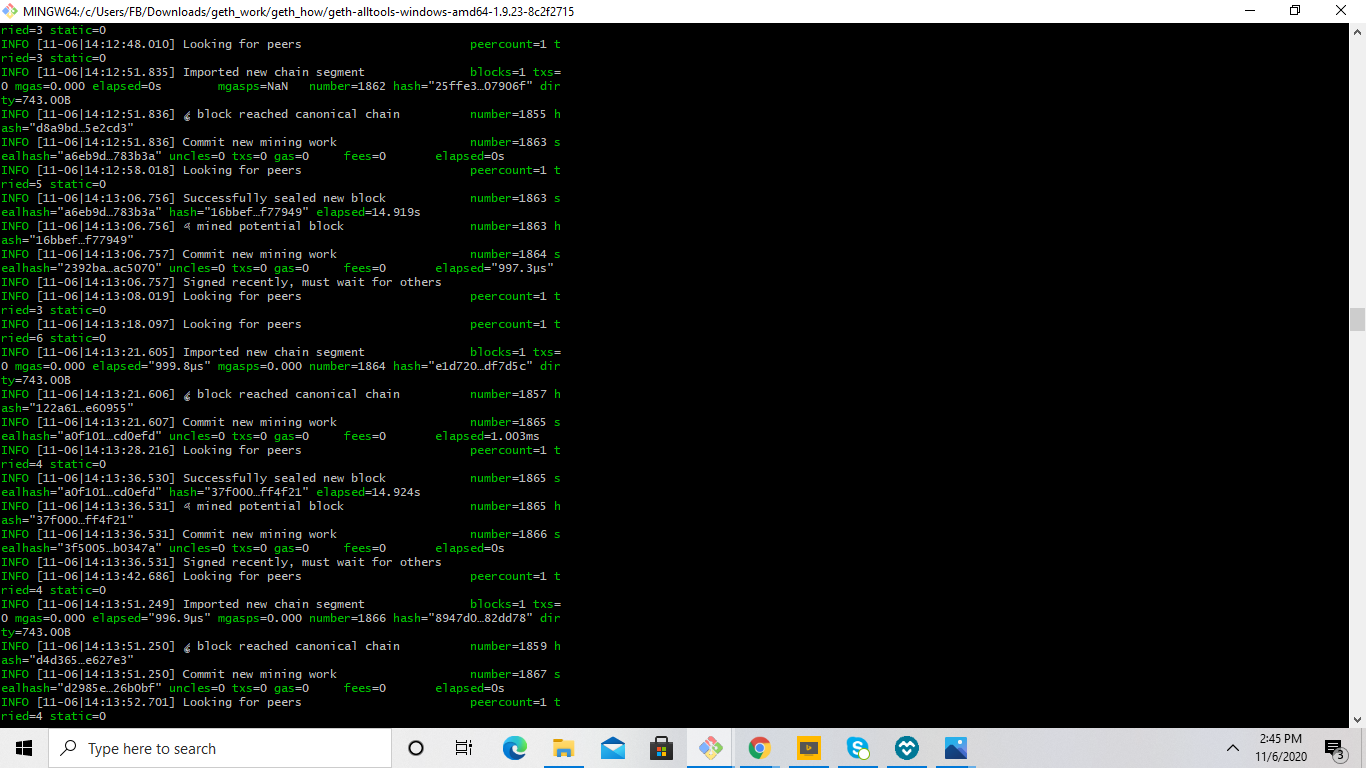 MINGW64:/c/Users/FB/Downloads/geth_work/geth_how/geth-alltools-windows-amd64-1.9.23-8c2f2715
ried=3 static=0
INFO [11-06|14:12:48.010] Looking for peers                        peercount=1 t
ried=3 static=0
INFO [11-06|14:12:51.835] Imported new chain segment               blocks=1 txs=
0 mgas=0.000 elapsed=0s        mgasps=NaN   number=1862 hash="25ffe3…07906f" dir
ty=743.00B
INFO [11-06|14:12:51.836] block reached canonical chain          number=1855 h
ash="d8a9bd…5e2cd3"
INFO [11-06|14:12:51.836] Commit new mining work                   number=1863 s
ealhash="a6eb9d…783b3a" uncles=0 txs=0 gas=0     fees=0       elapsed=0s
INFO [11-06|14:12:58.018] Looking for peers                        peercount=1 t
ried=5 static=0
INFO [11-06|14:13:06.756] Successfully sealed new block            number=1863 s
ealhash="a6eb9d…783b3a" hash="16bbef…f77949" elapsed=14.919s
INFO [11-06|14:13:06.756] mined potential block                  number=1863 h
ash="16bbef…f77949"
INFO [11-06|14:13:06.757] Commit new mining work                   number=1864 s
ealhash="2392ba…ac5070" uncles=0 txs=0 gas=0     fees=0       elapsed="997.3µs"
INFO [11-06|14:13:06.757] Signed recently, must wait for others
INFO [11-06|14:13:08.019] Looking for peers                        peercount=1 t
ried=3 static=0
INFO [11-06|14:13:18.097] Looking for peers                        peercount=1 t
ried=6 static=0
INFO [11-06|14:13:21.605] Imported new chain segment               blocks=1 txs=
0 mgas=0.000 elapsed="999.8µs" mgasps=0.000 number=1864 hash="e1d720…df7d5c" dir
ty=743.00B
INFO [11-06|14:13:21.606] block reached canonical chain          number=1857 h
ash="122a61…e60955"
INFO [11-06|14:13:21.607] Commit new mining work                   number=1865 s
ealhash="a0f101…cd0efd" uncles=0 txs=0 gas=0     fees=0       elapsed=1.003ms
INFO [11-06|14:13:28.216] Looking for peers                        peercount=1 t
ried=4 static=0
INFO [11-06|14:13:36.530] Successfully sealed new block            number=1865 s
ealhash="a0f101…cd0efd" hash="37f000…ff4f21" elapsed=14.924s
INFO [11-06|14:13:36.531] mined potential block                  number=1865 h
ash="37f000…ff4f21"
INFO [11-06|14:13:36.531] Commit new mining work                   number=1866 s
ealhash="3f5005…b0347a" uncles=0 txs=0 gas=0     fees=0       elapsed=0s
INFO [11-06|14:13:36.531] Signed recently, must wait for others
INFO [11-06|14:13:42.686] Looking for peers                        peercount=1 t
ried=4 static=0
INFO [11-06|14:13:51.249] Imported new chain segment               blocks=1 txs=
0 mgas=0.000 elapsed="996.9µs" mgasps=0.000 number=1866 hash="8947d0…82dd78" dir
ty=743.00B
INFO [11-06|14:13:51.250] block reached canonical chain          number=1859 h
ash="d4d365…e627e3"
INFO [11-06|14:13:51.250] Commit new mining work                   number=1867 s
ealhash="d2985e…26b0bf" uncles=0 txs=0 gas=0     fees=0       elapsed=0s
INFO [11-06|14:13:52.701] Looking for peers                        peercount=1 t
ried=4 static=0
Type here to search
2:45 PM
11/6/2020
3